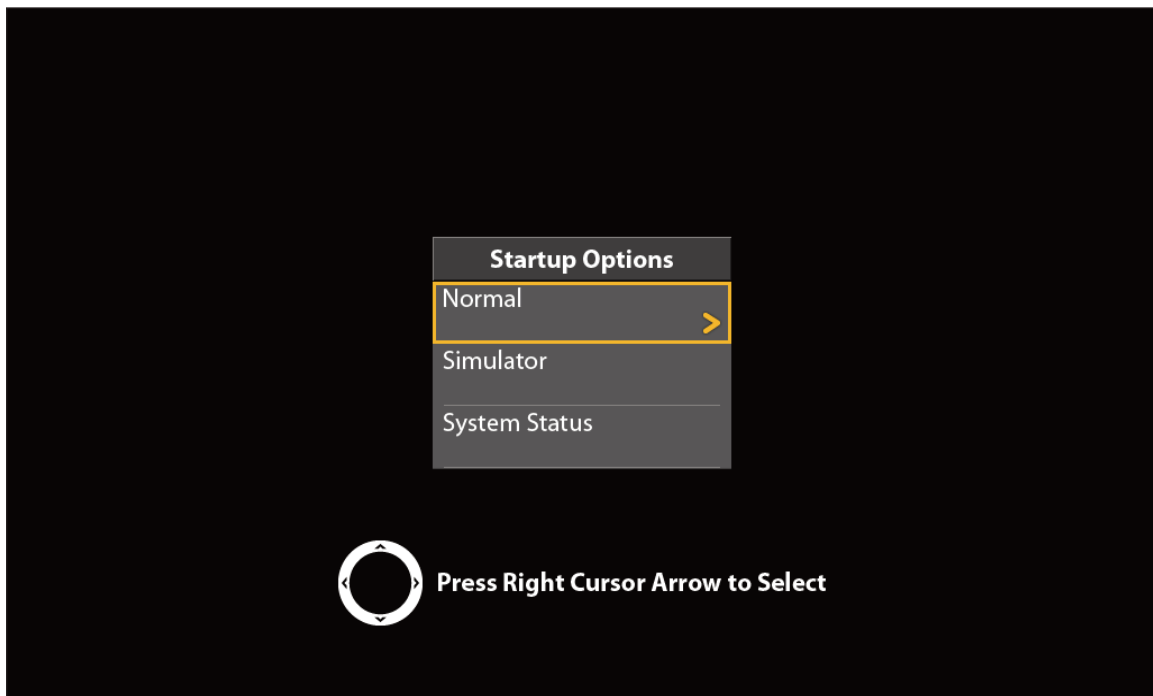 Startup Options
Normal
Simulator
System Status
Press Right Cursor Arrow to Select